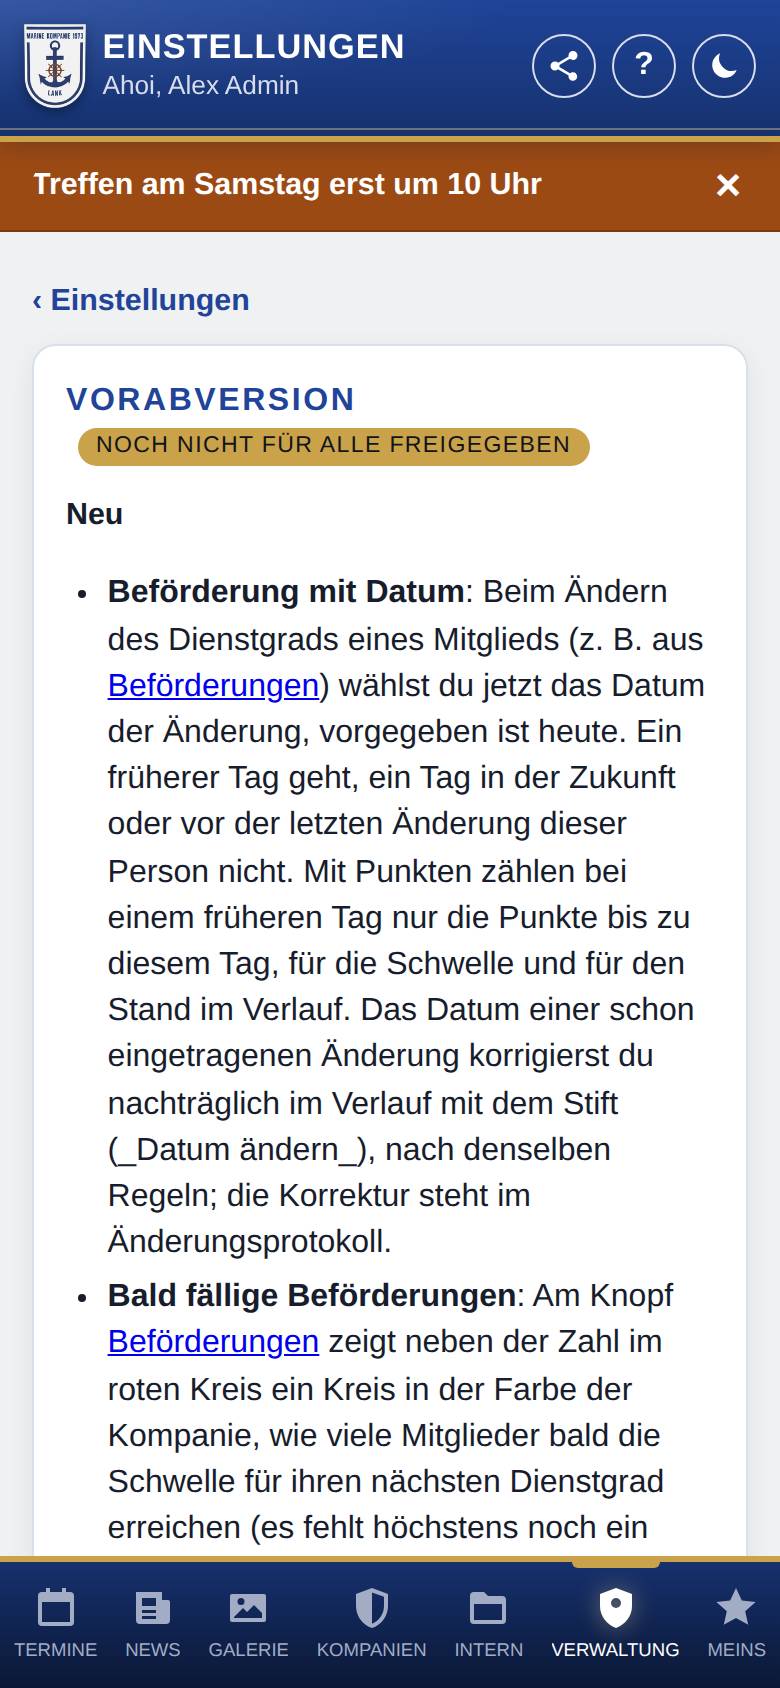 MARINE KOMPANIE 1973
LANK
EINSTELLUNGEN
Ahoi, Alex Admin
?
Treffen am Samstag erst um 10 Uhr
×
‹ Einstellungen
VORABVERSION
NOCH NICHT FÜR ALLE FREIGEGEBEN
Neu
• Beförderung mit Datum: Beim Ändern
des Dienstgrads eines Mitglieds (z. B. aus
Beförderungen) wählst du jetzt das Datum
der Änderung, vorgegeben ist heute. Ein
früherer Tag geht, ein Tag in der Zukunft
oder vor der letzten Änderung dieser
Person nicht. Mit Punkten zählen bei
einem früheren Tag nur die Punkte bis zu
diesem Tag, für die Schwelle und für den
Stand im Verlauf. Das Datum einer schon
eingetragenen Änderung korrigierst du
nachträglich im Verlauf mit dem Stift
(_Datum ändern_), nach denselben
Regeln; die Korrektur steht im
Änderungsprotokoll.
• Bald fällige Beförderungen: Am Knopf
Beförderungen zeigt neben der Zahl im
roten Kreis ein Kreis in der Farbe der
Kompanie, wie viele Mitglieder bald die
Schwelle für ihren nächsten Dienstgrad
erreichen (es fehlt höchstens noch ein
TERMINE NEWS GALERIE KOMPANIEN INTERN VERWALTUNG MEINS